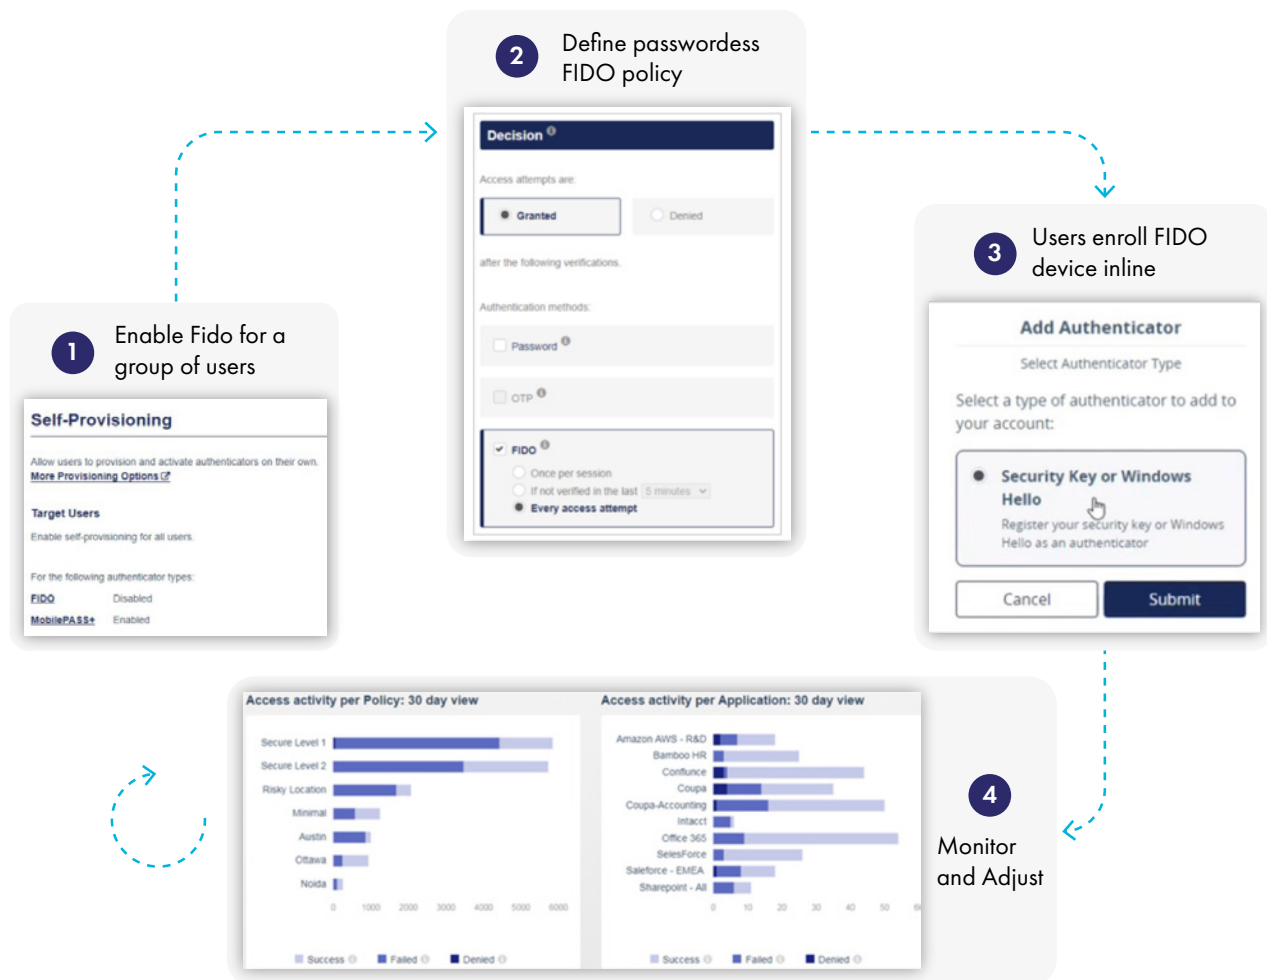 1
Enable Fido for a
group of users
Self-Provisioning
Allow users to provision and activate authenticators on their own.
More Provisioning Options
Target Users
Enable self-provisioning for all users.
For the following authenticator types:
FIDO Disabled
MobilePASS+ Enabled
2
Define passwordess
FIDO policy
Decision
Access attempts are:
Granted Denied
after the following verifications.
Authentication methods:
Password
OTP
FIDO
Once per session
If not verified in the last 5 minutes
Every access attempt
3
Users enroll FIDO
device inline
Add Authenticator
Select Authenticator Type
Select a type of authenticator to add to
your account:
Security Key or Windows
Hello
Register your security key or Windows
Hello as an authenticator
Cancel Submit
4
Monitor
and Adjust
Access activity per Policy: 30 day view
Secure Level 1
Secure Level 2
Risky Location
Minimal
Austin
Ottawa
Noida
0 1000 2000 3000 4000 5000 6000
Success Failed Denied
Access activity per Application: 30 day view
Amazon AWS - R&D
Bamboo HR
Conflunce
Coupa
Coupa-Accounting
Intacct
Office 365
SelesForce
Saleforce - EMEA
Sharepoint - All
0 10 20 30 40 50
Success Failed Denied